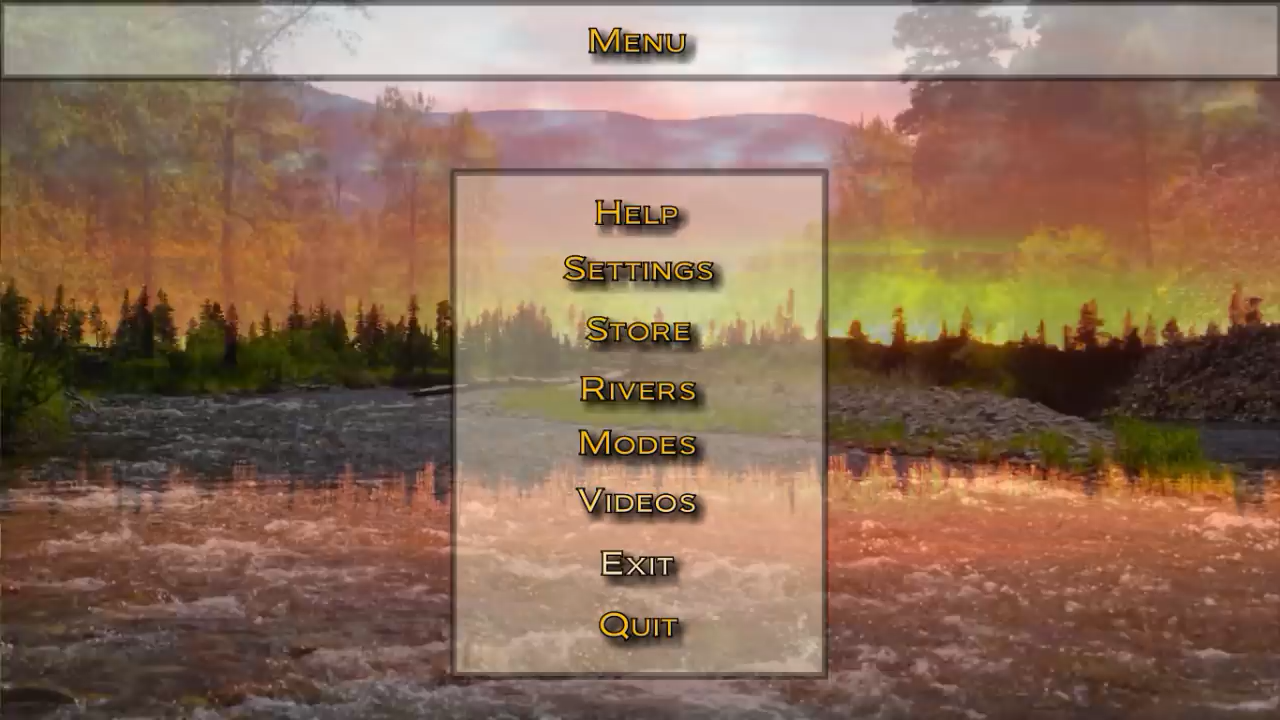 Menu
Help
Settings
Store
Rivers
Modes
Videos
Exit
Quit